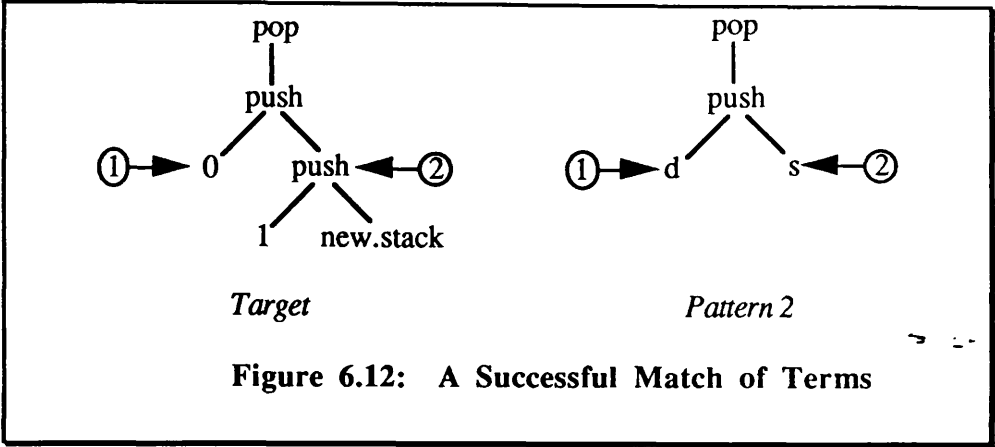 pop pop
push push
1 0 push 2 1 d s 2
1 new.stack
Target Pattern 2
Figure 6.12: A Successful Match of Terms